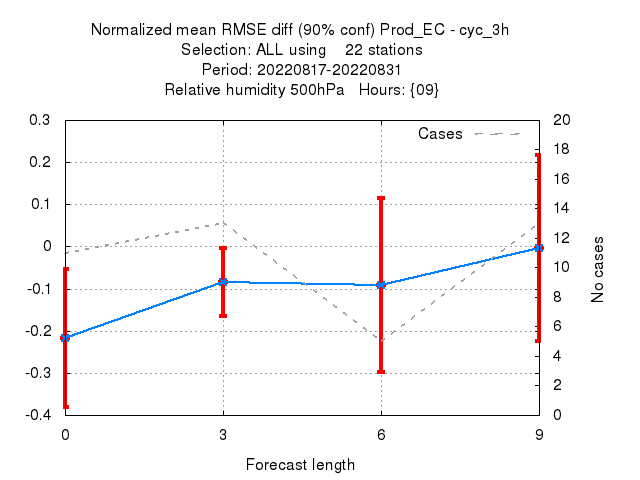 Normalized mean RMSE diff (90% conf) Prod_EC - cyc_3h
Selection: ALL using 22 stations
Period: 20220817-20220831
Relative humidity 500hPa Hours: {09}
Cases
0.3
0.2
0.1
0
-0.1
-0.2
-0.3
-0.4
20
18
16
14
12
10
8
6
4
2
0
No cases
0 3 6 9
Forecast length